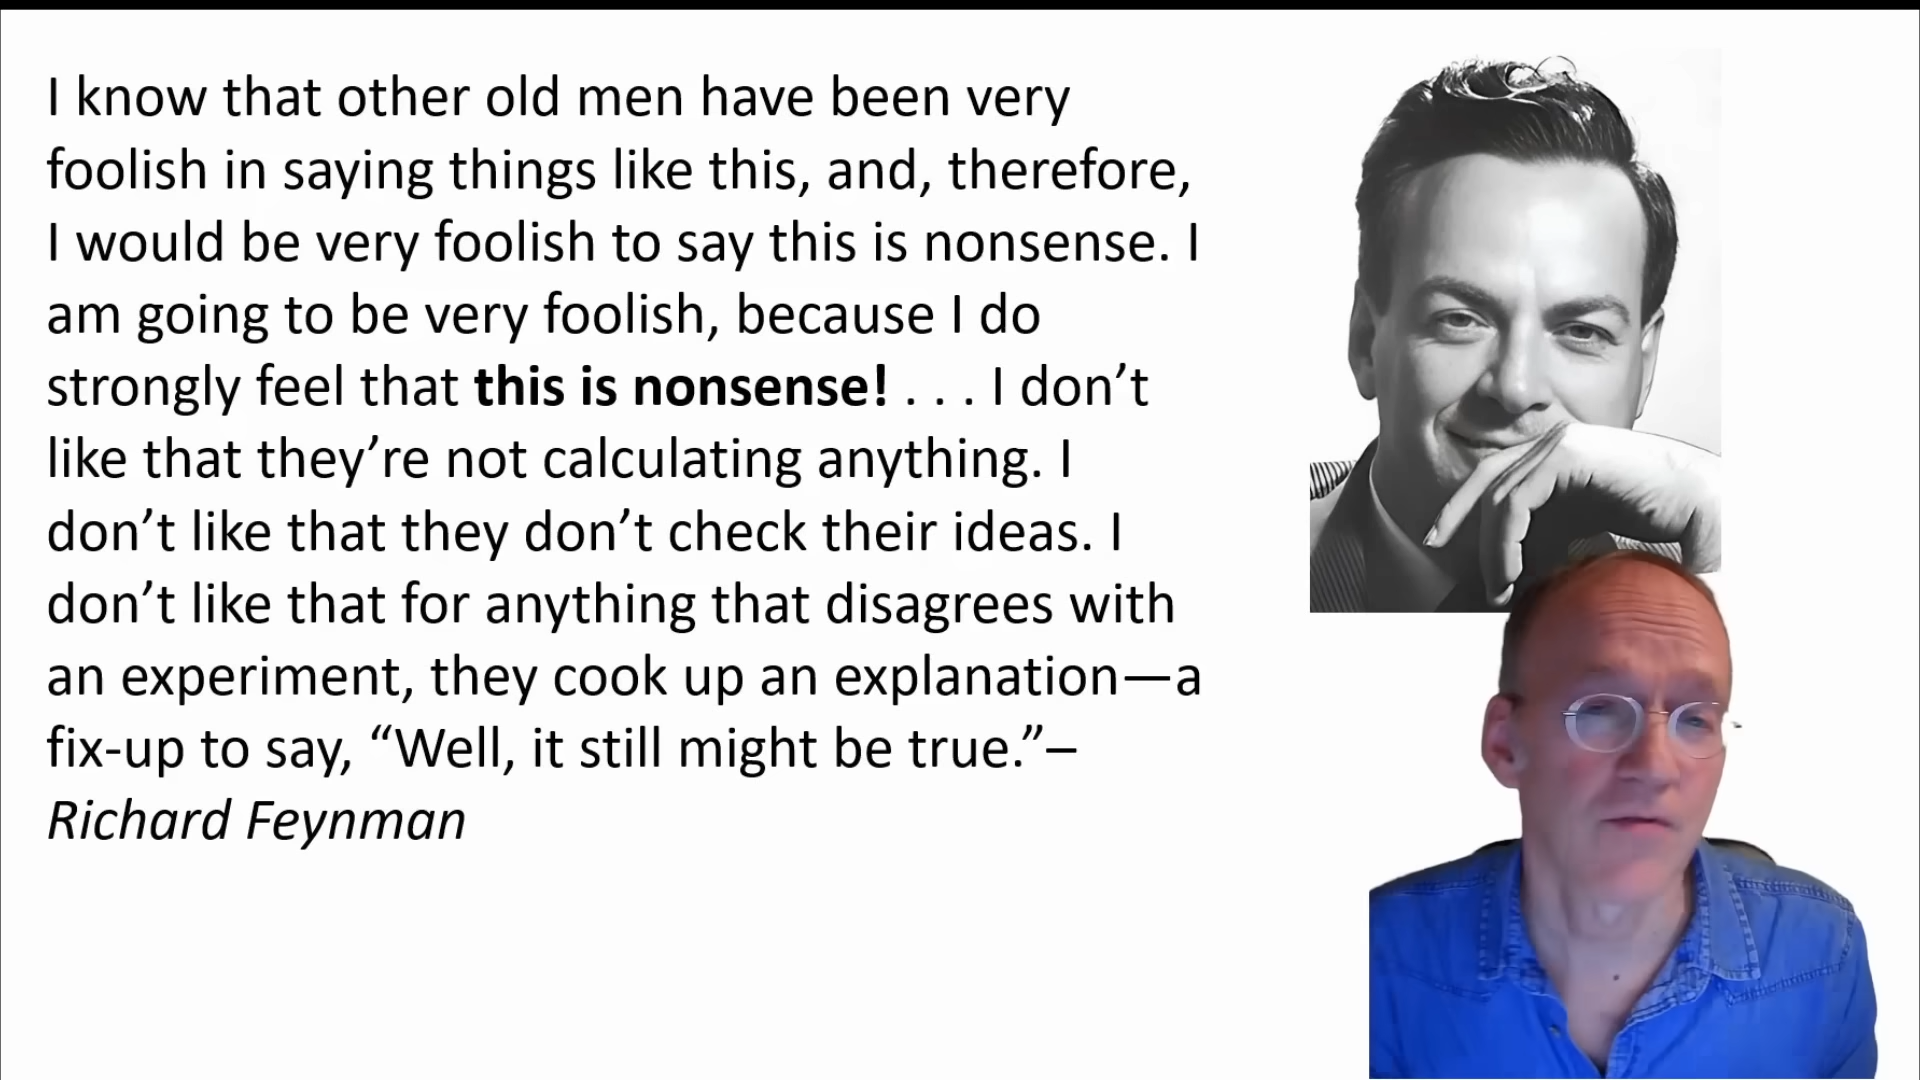 I know that other old men have been very
foolish in saying things like this, and, therefore,
I would be very foolish to say this is nonsense. I
am going to be very foolish, because I do
strongly feel that this is nonsense! . . . I don’t
like that they’re not calculating anything. I
don’t like that they don’t check their ideas. I
don’t like that for anything that disagrees with
an experiment, they cook up an explanation—a
fix-up to say, “Well, it still might be true.”–
Richard Feynman